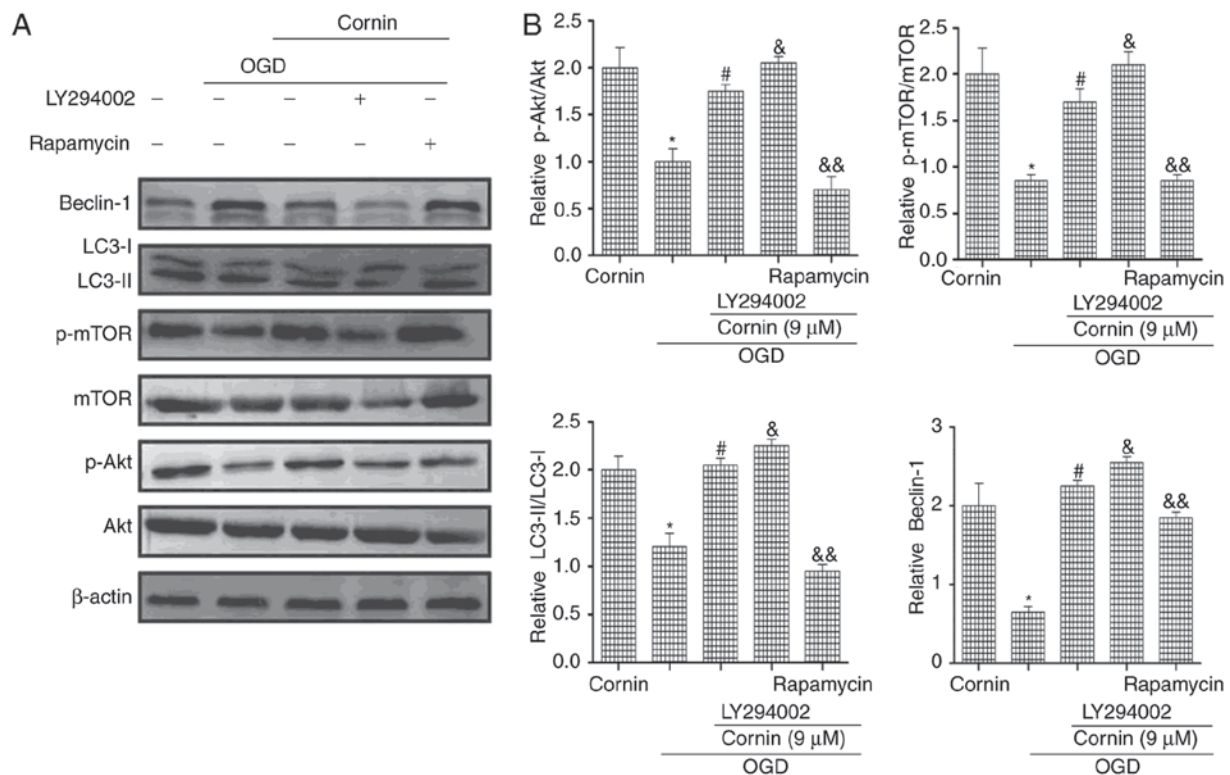 A
Cornin
OGD
LY294002 – – – + –
Rapamycin – – – – +
Beclin-1
LC3-I
LC3-II
p-mTOR
mTOR
p-Akt
Akt
β-actin
B
Relative p-Akt/Akt
2.5
2.0
1.5
1.0
0.5
0.0
*
#
&
&&
Cornin Rapamycin
LY294002
Cornin (9 μM)
OGD
Relative p-mTOR/mTOR
2.5
2.0
1.5
1.0
0.5
0.0
*
#
&
&&
Cornin Rapamycin
LY294002
Cornin (9 μM)
OGD
Relative LC3-II/LC3-I
2.5
2.0
1.5
1.0
0.5
0.0
*
#
&
&&
Cornin Rapamycin
LY294002
Cornin (9 μM)
OGD
Relative Beclin-1
3
2
1
0
*
#
&
&&
Cornin Rapamycin
LY294002
Cornin (9 μM)
OGD